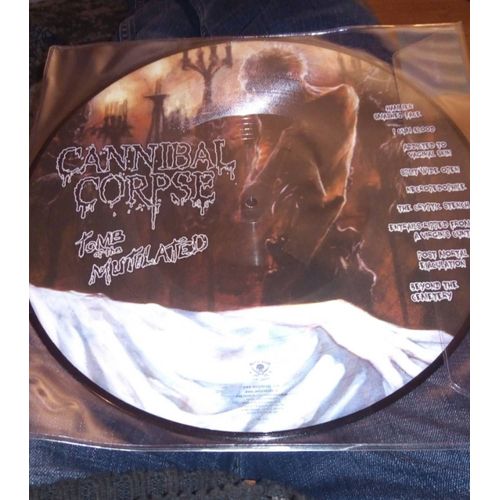 CANNIBAL
CORPSE
TOMB
OF THE
MUTILATED
HAMMER
SMASHED FACE
I CUM BLOOD
ADDICTED TO
VAGINAL SKIN
SPLIT WIDE OPEN
NECROPEDOPHILE
THE CRYPTIC STENCH
ENTRAILS RIPPED FROM
A VIRGIN'S CUNT
POST MORTAL
EJACULATION
BEYOND THE
CEMETERY